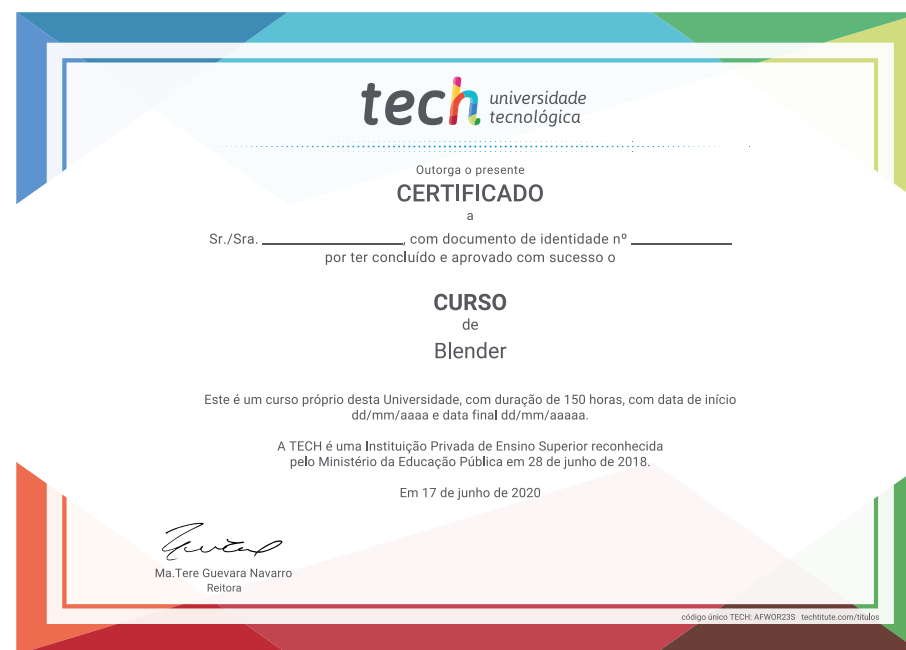 tech universidade
tecnológica
Outorga o presente
CERTIFICADO
a
Sr./Sra. ________________, com documento de identidade nº ____________
por ter concluído e aprovado com sucesso o
CURSO
de
Blender
Este é um curso próprio desta Universidade, com duração de 150 horas, com data de início
dd/mm/aaaa e data final dd/mm/aaaaa.
A TECH é uma Instituição Privada de Ensino Superior reconhecida
pelo Ministério da Educação Pública em 28 de junho de 2018.
Em 17 de junho de 2020
Ma.Tere Guevara Navarro
Reitora
código único TECH: AFWOR23S techtitute.com/titulos